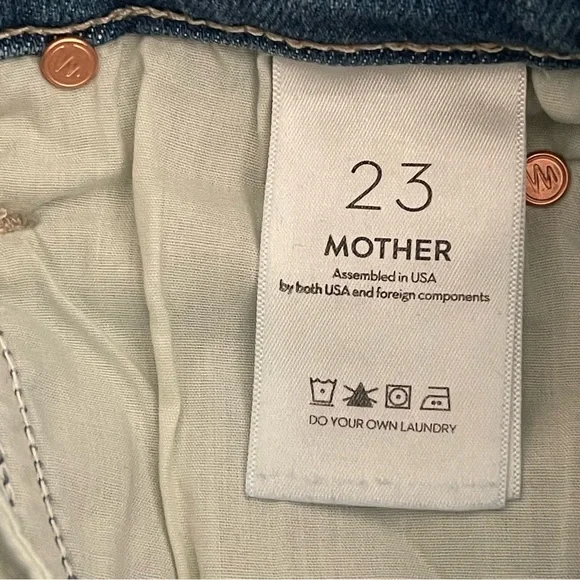 23
MOTHER
Assembled in USA
by both USA and foreign components
DO YOUR OWN LAUNDRY